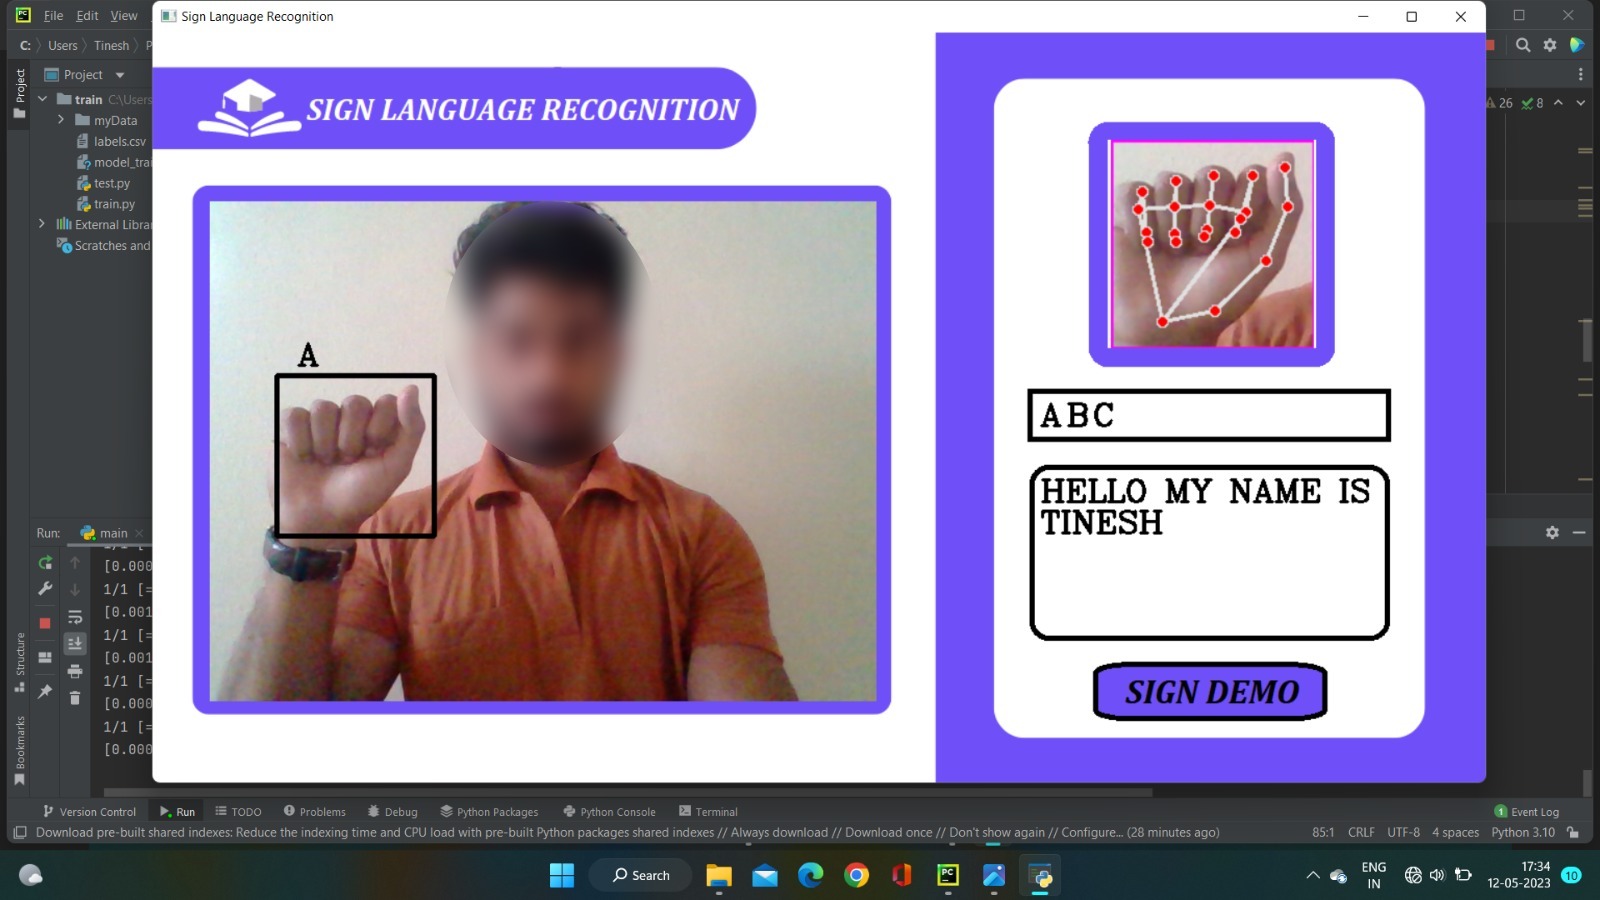 File Edit View
Sign Language Recognition
C: Users Tinesh P
Project
Project
train C:\Users
myData
labels.csv
model_tra
test.py
train.py
External Libra
Scratches and
26 8
SIGN LANGUAGE RECOGNITION
A
ABC
HELLO MY NAME IS
TINESH
SIGN DEMO
Run: main
[0.000
1/1 [=
[0.001
1/1 [=
[0.001
1/1 [=
[0.000
1/1 [=
[0.000
Structure
Bookmarks
Version Control Run TODO Problems Debug Python Packages Python Console Terminal 1 Event Log
Download pre-built shared indexes: Reduce the indexing time and CPU load with pre-built Python packages shared indexes // Always download // Download once // Don't show again // Configure... (28 minutes ago) 85:1 CRLF UTF-8 4 spaces Python 3.10
Search
ENG
IN
17:34
12-05-2023
10